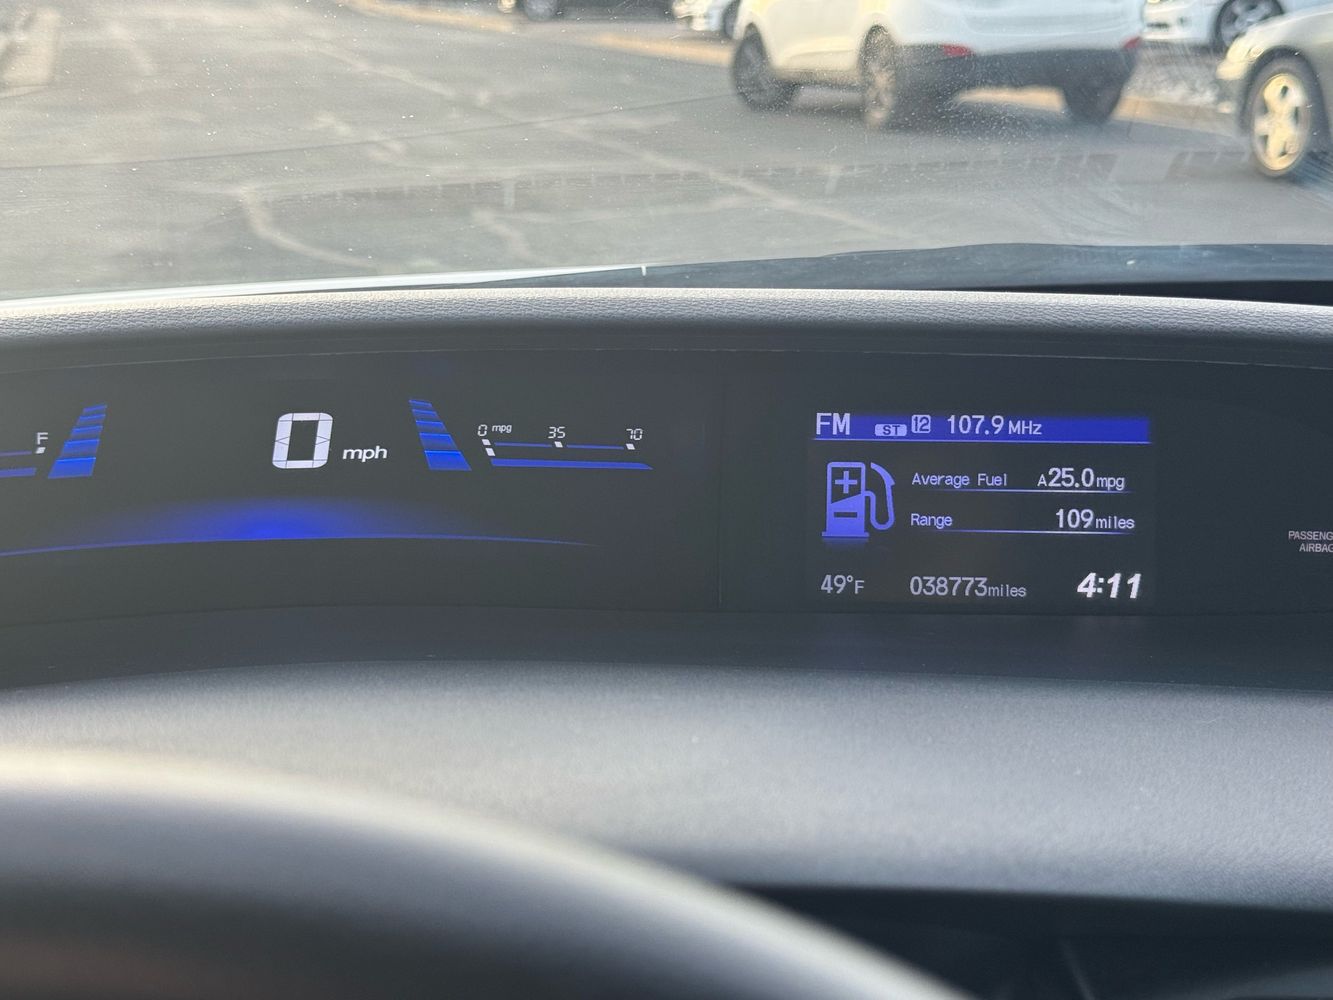 F
0 mph
0 mpg 35 70
FM ST 12 107.9 MHz
Average Fuel A25.0mpg
Range 109miles
49°F 038773miles 4:11
PASSENG
AIRBAG